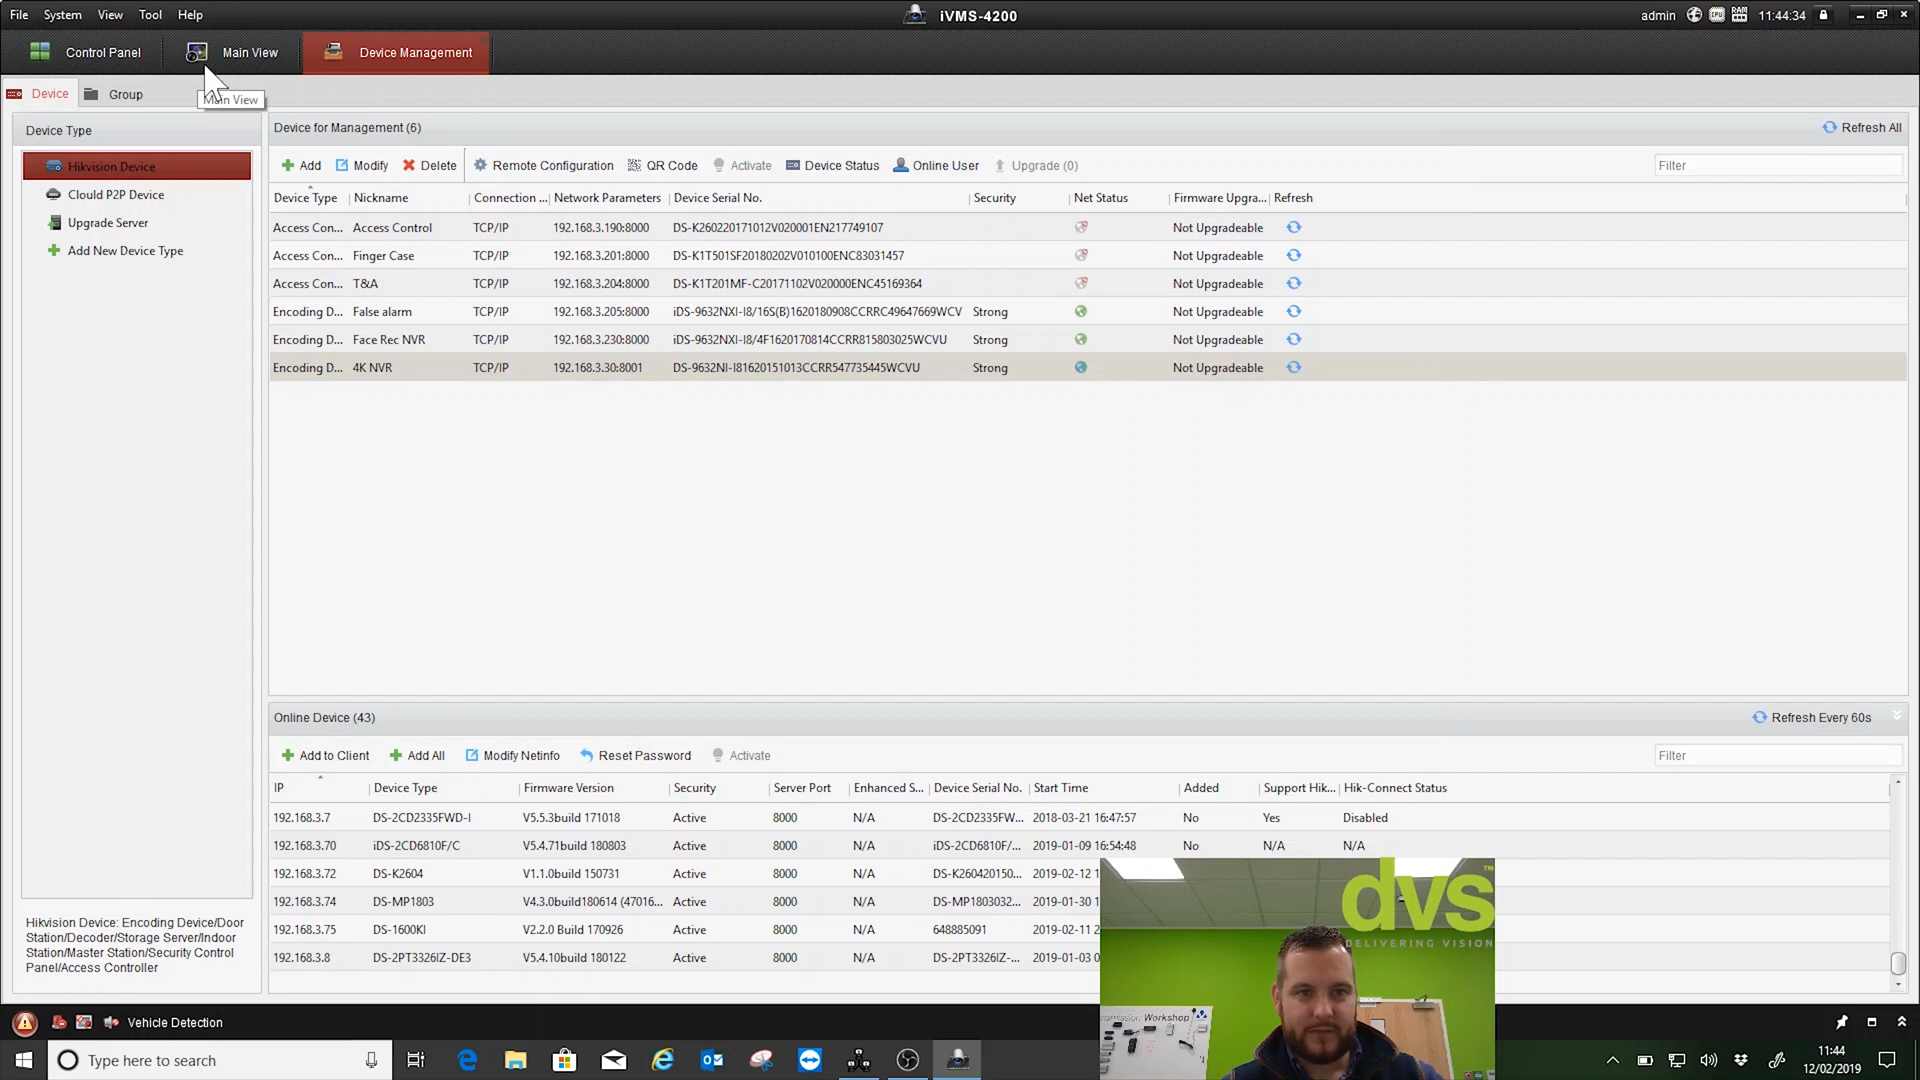 File System View Tool Help
iVMS-4200
admin CPU RAM 11:44:34
Control Panel Main View Device Management
Device Group
Main View
Device Type
Hikvision Device
Clould P2P Device
Upgrade Server
Add New Device Type
Hikvision Device: Encoding Device/Door
Station/Decoder/Storage Server/Indoor
Station/Master Station/Security Control
Panel/Access Controller
Device for Management (6) Refresh All
Add Modify Delete Remote Configuration QR Code Activate Device Status Online User Upgrade (0) Filter
Device Type Nickname Connection ... Network Parameters Device Serial No. Security Net Status Firmware Upgra... Refresh
Access Con... Access Control TCP/IP 192.168.3.190:8000 DS-K260220171012V020001EN217749107 Not Upgradeable
Access Con... Finger Case TCP/IP 192.168.3.201:8000 DS-K1T501SF20180202V010100ENC83031457 Not Upgradeable
Access Con... T&A TCP/IP 192.168.3.204:8000 DS-K1T201MF-C20171102V020000ENC45169364 Not Upgradeable
Encoding D... False alarm TCP/IP 192.168.3.205:8000 iDS-9632NXI-I8/16S(B)1620180908CCRRC49647669WCV Strong Not Upgradeable
Encoding D... Face Rec NVR TCP/IP 192.168.3.230:8000 iDS-9632NXI-I8/4F1620170814CCRR815803025WCVU Strong Not Upgradeable
Encoding D... 4K NVR TCP/IP 192.168.3.30:8001 DS-9632NI-I81620151013CCRR547735445WCVU Strong Not Upgradeable
Online Device (43) Refresh Every 60s
Add to Client Add All Modify Netinfo Reset Password Activate Filter
IP Device Type Firmware Version Security Server Port Enhanced S... Device Serial No. Start Time Added Support Hik... Hik-Connect Status
192.168.3.7 DS-2CD2335FWD-I V5.5.3build 171018 Active 8000 N/A DS-2CD2335FW... 2018-03-21 16:47:57 No Yes Disabled
192.168.3.70 iDS-2CD6810F/C V5.4.71build 180803 Active 8000 N/A iDS-2CD6810F/... 2019-01-09 16:54:48 No N/A N/A
192.168.3.72 DS-K2604 V1.1.0build 150731 Active 8000 N/A DS-K260420150... 2019-02-12 1
192.168.3.74 DS-MP1803 V4.3.0build180614 (47016... Active 8000 N/A DS-MP1803032... 2019-01-30 1
192.168.3.75 DS-1600KI V2.2.0 Build 170926 Active 8000 N/A 648885091 2019-02-11 2
192.168.3.8 DS-2PT3326IZ-DE3 V5.4.10build 180122 Active 8000 N/A DS-2PT3326IZ-... 2019-01-03 0
dvs™
DELIVERING VISION
Workshop
Vehicle Detection
Type here to search
11:44
12/02/2019